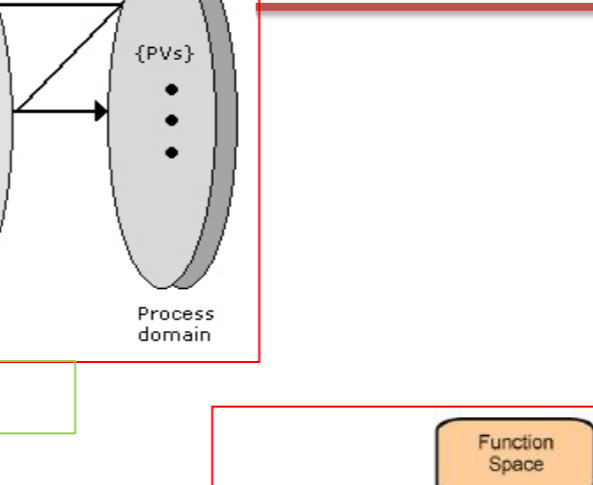 {PVs}
Process
domain
Function
Space